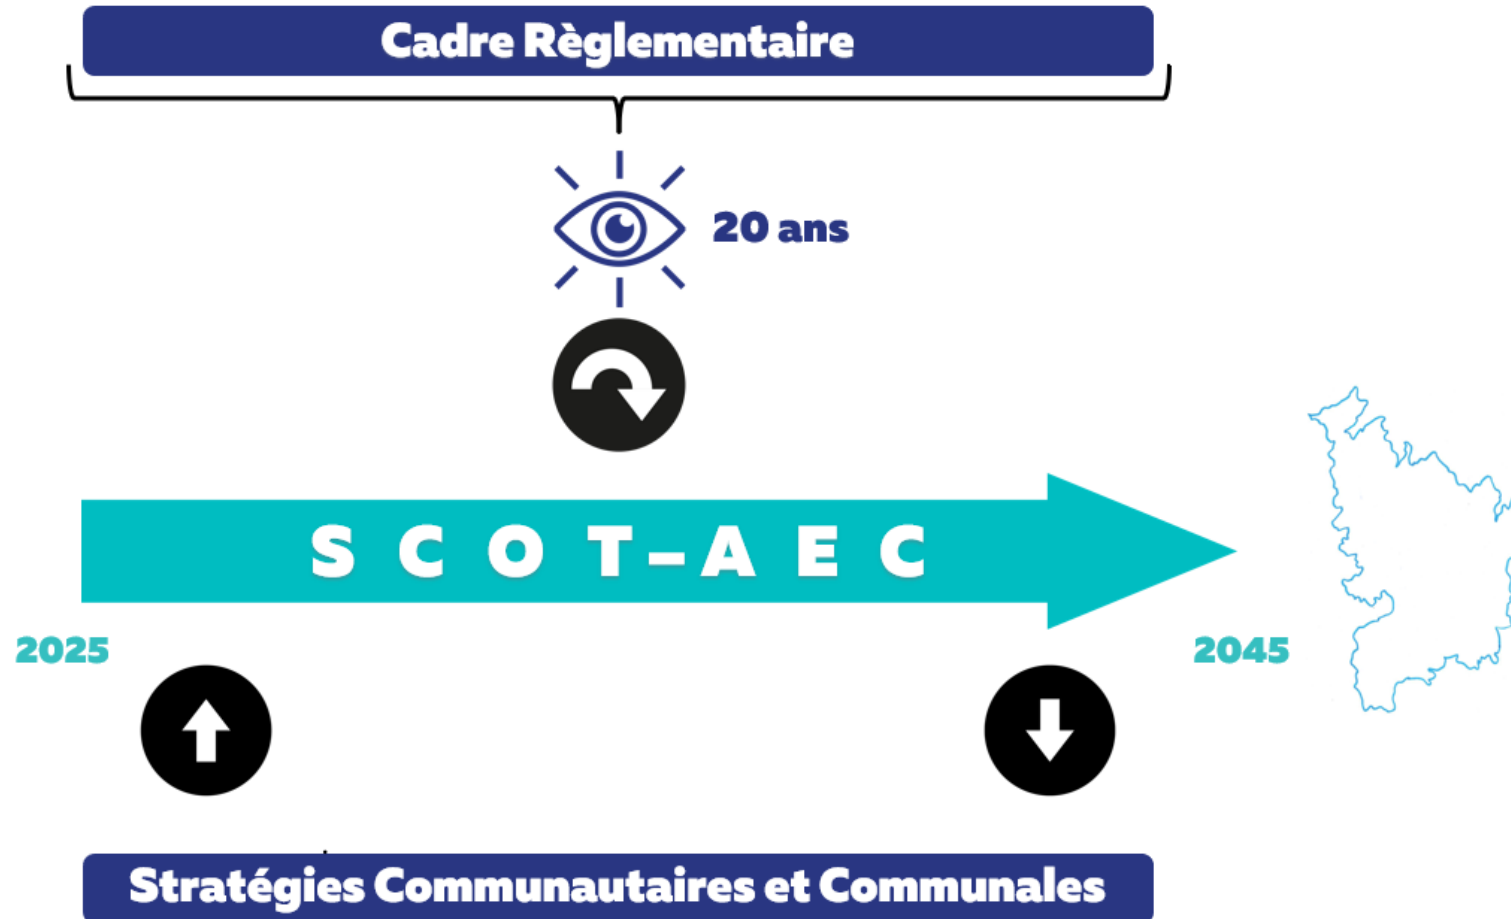 Cadre Règlementaire
20 ans
S C O T-A E C
2025
2045
Stratégies Communautaires et Communales